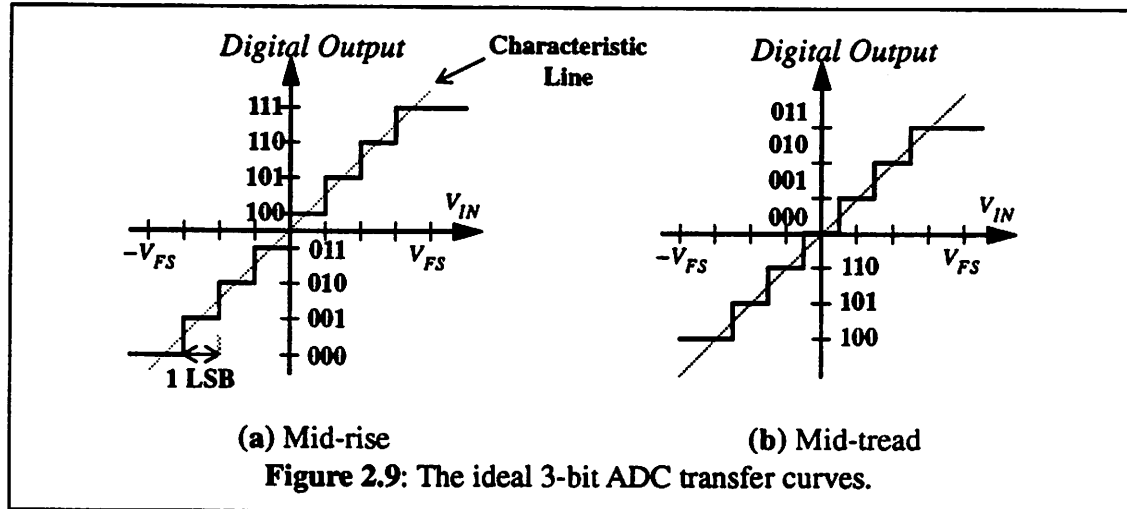 Digital Output
Characteristic
Line
111
110
101
100
V_IN
-V_FS
V_FS
011
010
001
000
1 LSB
(a) Mid-rise
Digital Output
011
010
001
000
V_IN
-V_FS
V_FS
110
101
100
(b) Mid-tread
Figure 2.9: The ideal 3-bit ADC transfer curves.